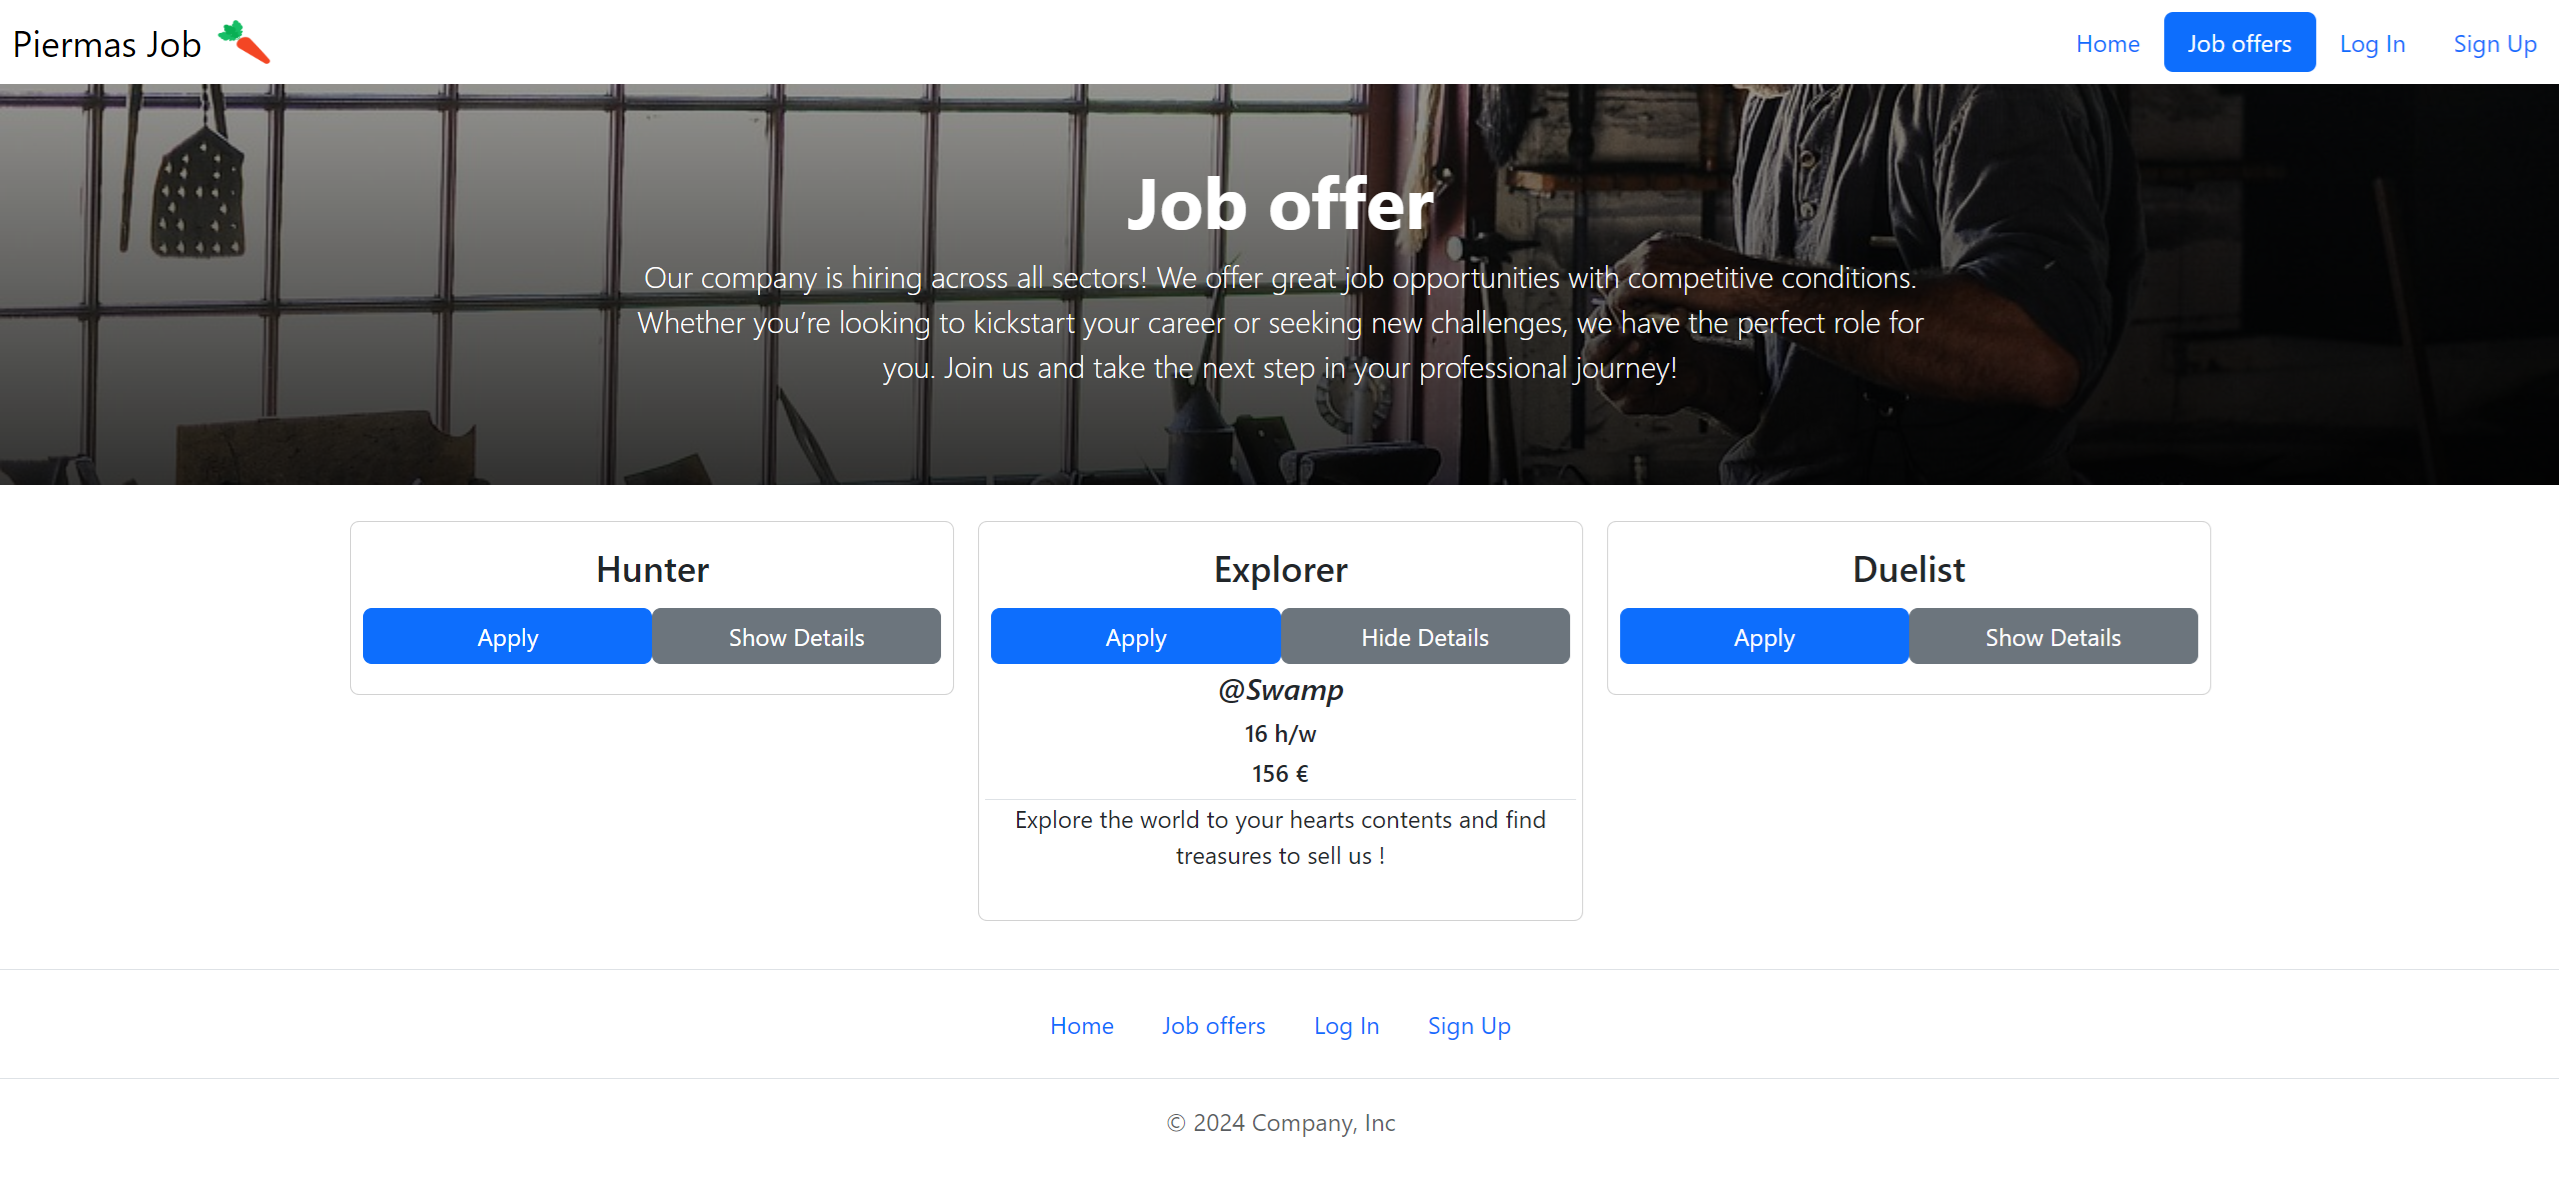 Piermas Job
Home
Job offers
Log In
Sign Up
Job offer
Our company is hiring across all sectors! We offer great job opportunities with competitive conditions.
Whether you’re looking to kickstart your career or seeking new challenges, we have the perfect role for
you. Join us and take the next step in your professional journey!
Hunter
Apply
Show Details
Explorer
Apply
Hide Details
@Swamp
16 h/w
156 €
Explore the world to your hearts contents and find
treasures to sell us !
Duelist
Apply
Show Details
Home
Job offers
Log In
Sign Up
© 2024 Company, Inc